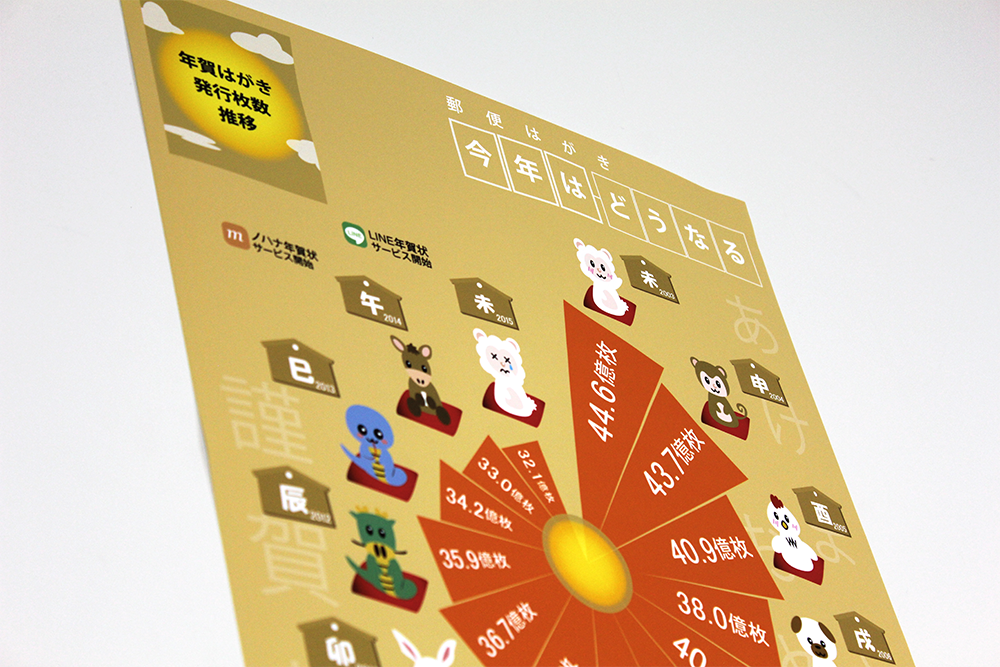 年賀はがき
発行枚数
推移
郵便はがき
今年はどうなる
m
ノハナ年賀状
サービス開始
LINE
LINE年賀状
サービス開始
未
2003
午
2014
未
2015
申
2004
巳
2013
酉
2005
辰
2012
戌
2006
卯
44.6億枚
43.7億枚
40.9億枚
38.0億枚
40
32.1億枚
33.0億枚
34.2億枚
35.9億枚
36.7億枚
あけ
謹賀